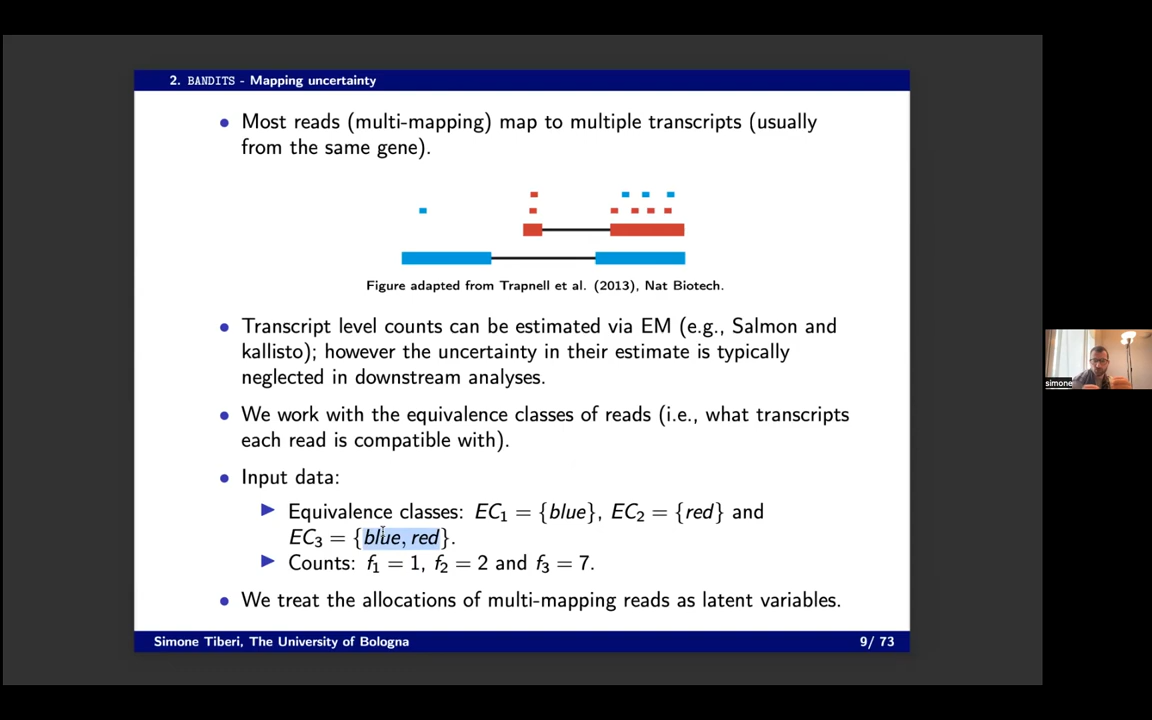 2. BANDITS - Mapping uncertainty
• Most reads (multi-mapping) map to multiple transcripts (usually
from the same gene).
Figure adapted from Trapnell et al. (2013), Nat Biotech.
• Transcript level counts can be estimated via EM (e.g., Salmon and
kallisto); however the uncertainty in their estimate is typically
neglected in downstream analyses.
• We work with the equivalence classes of reads (i.e., what transcripts
each read is compatible with).
• Input data:
▶ Equivalence classes: EC₁ = {blue}, EC₂ = {red} and
EC₃ = {blue, red}.
▶ Counts: f₁ = 1, f₂ = 2 and f₃ = 7.
• We treat the allocations of multi-mapping reads as latent variables.
Simone Tiberi, The University of Bologna
9/ 73
simone